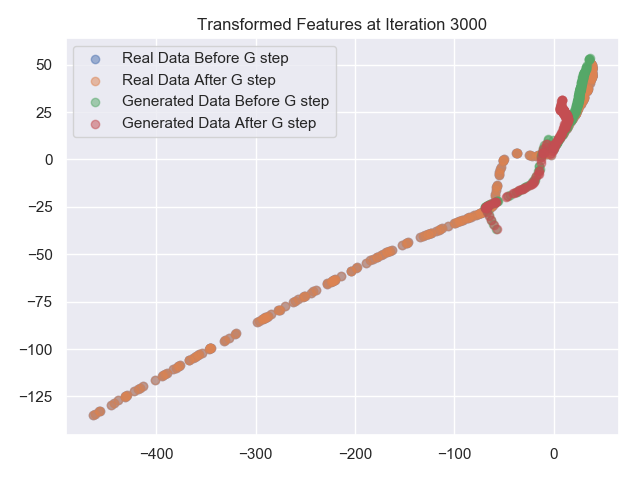 Transformed Features at Iteration 3000
Real Data Before G step
Real Data After G step
Generated Data Before G step
Generated Data After G step
50
25
0
−25
−50
−75
−100
−125
−400 −300 −200 −100 0